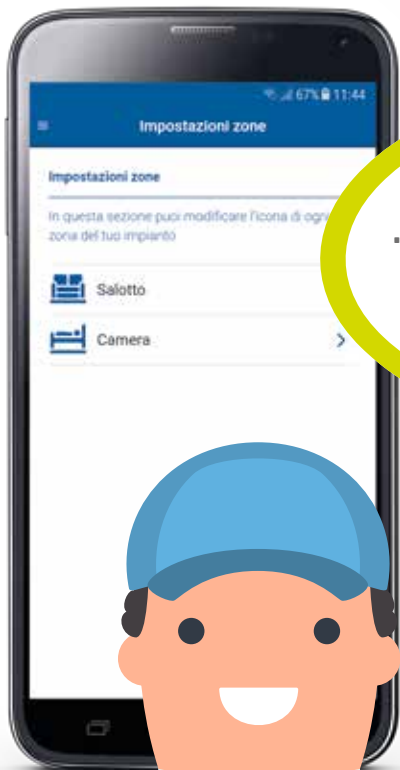 67% 11:44
Impostazioni zone
Impostazioni zone
In questa sezione puoi modificare l'icona di
zona del tuo impianto
Salotto
Camera